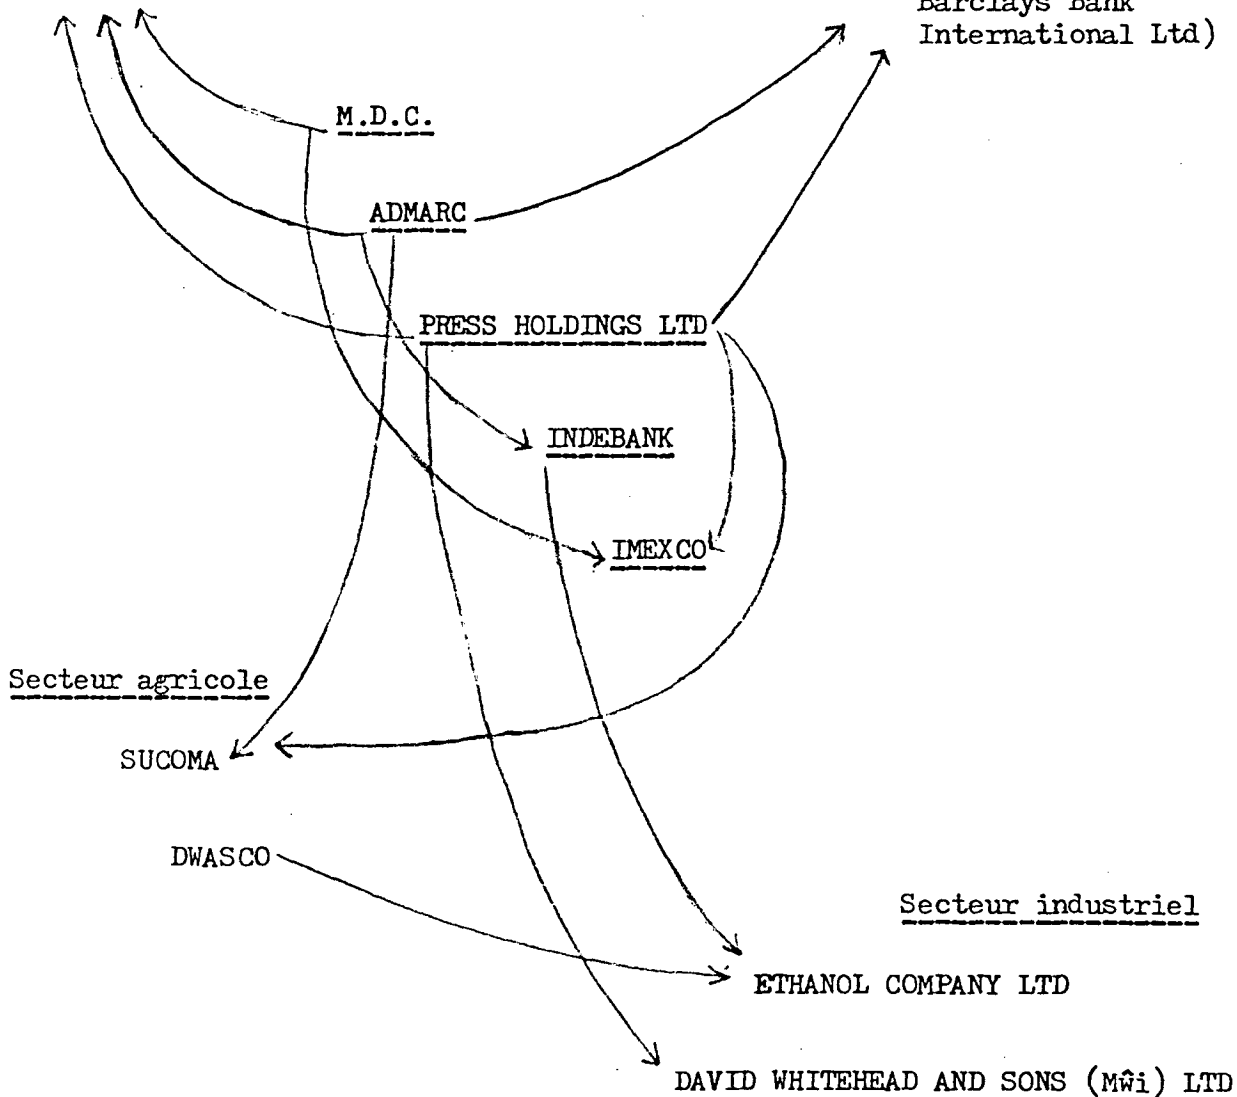 Barclays Bank
International Ltd)
M.D.C.
ADMARC
PRESS HOLDINGS LTD
INDEBANK
IMEXCO
Secteur agricole
SUCOMA
DWASCO
Secteur industriel
ETHANOL COMPANY LTD
DAVID WHITEHEAD AND SONS (Mŵi) LTD